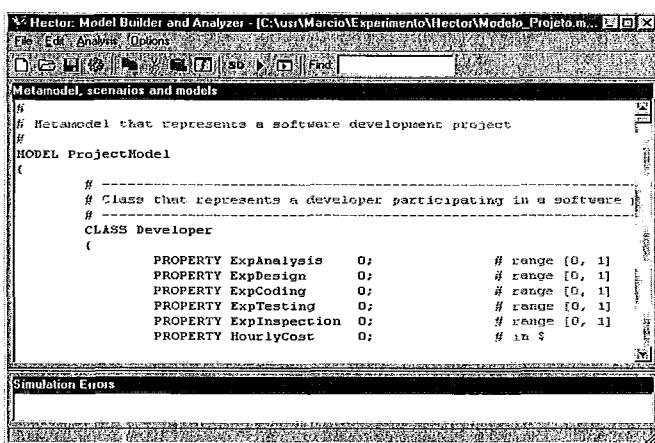 Hector: Model Builder and Analyzer - [C:\usr\Marcio\Experimento\Hector\Modelo_Projeto.m...
File Edit Analysis Options
Find
Metamodel, scenarios and models
#
# Metamodel that represents a software development project
#
MODEL ProjectModel
{
# ----------------------------------------------------------------
# Class that represents a developer participating in a software
# ----------------------------------------------------------------
CLASS Developer
{
PROPERTY ExpAnalysis 0; # range [0, 1]
PROPERTY ExpDesign 0; # range [0, 1]
PROPERTY ExpCoding 0; # range [0, 1]
PROPERTY ExpTesting 0; # range [0, 1]
PROPERTY ExpInspection 0; # range [0, 1]
PROPERTY HourlyCost 0; # in $
Simulation Errors